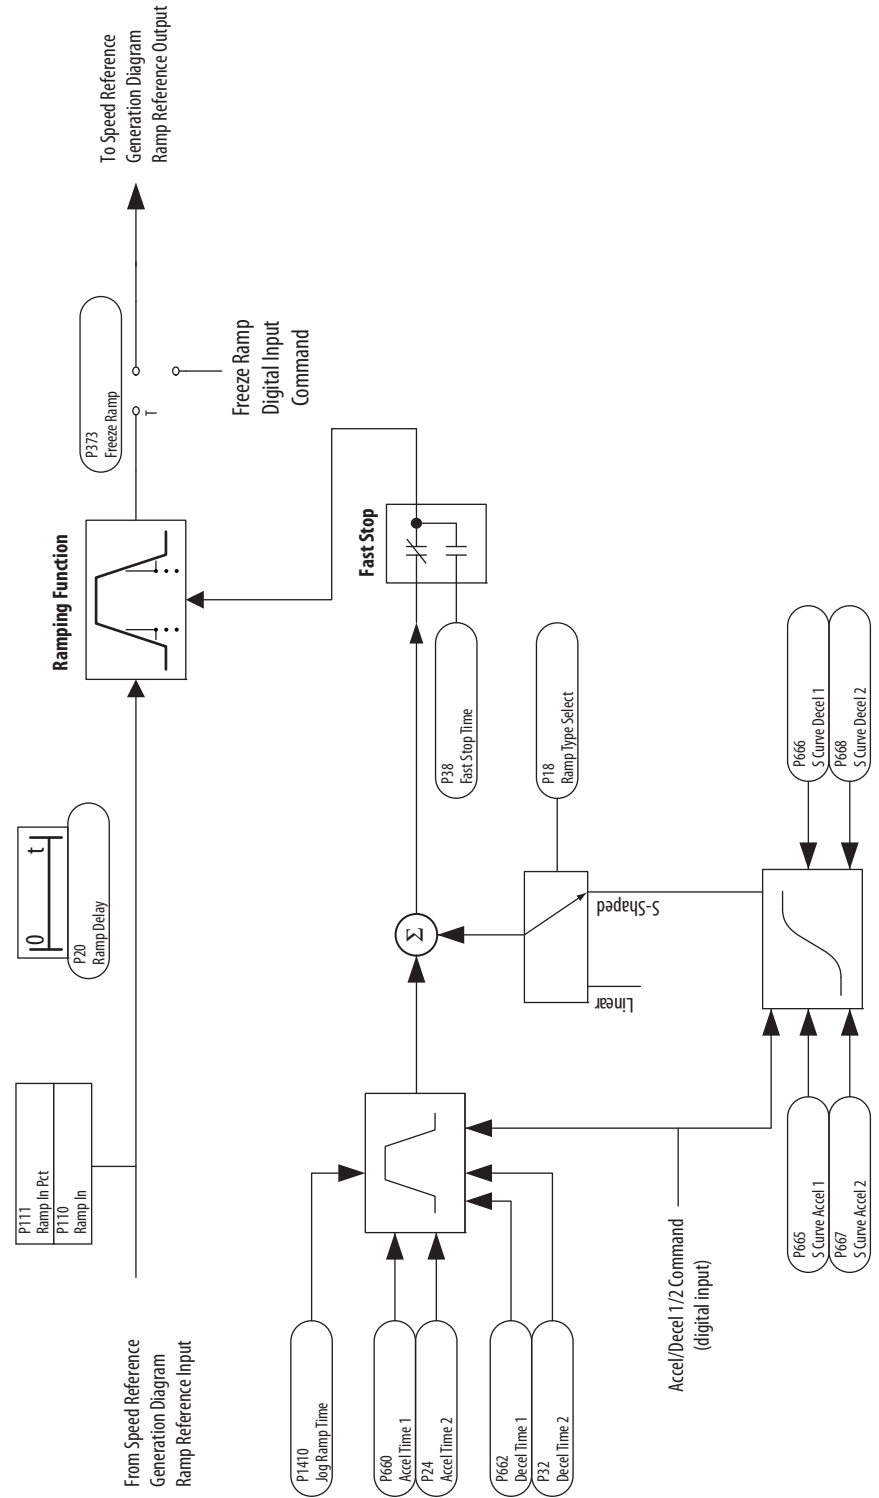 From Speed Reference
Generation Diagram
Ramp Reference Input
P111
Ramp In Pct
P110
Ramp In
0 t
P20
Ramp Delay
Ramping Function
P373
Freeze Ramp
T
Freeze Ramp
Digital Input
Command
To Speed Reference
Generation Diagram
Ramp Reference Output
P1410
Jog Ramp Time
P660
Accel Time 1
P24
Accel Time 2
P662
Decel Time 1
P32
Decel Time 2
Σ
Fast Stop
P38
Fast Stop Time
P18
Ramp Type Select
Linear
S-Shaped
Accel/Decel 1/2 Command
(digital input)
P665
S Curve Accel 1
P667
S Curve Accel 2
P666
S Curve Decel 1
P668
S Curve Decel 2